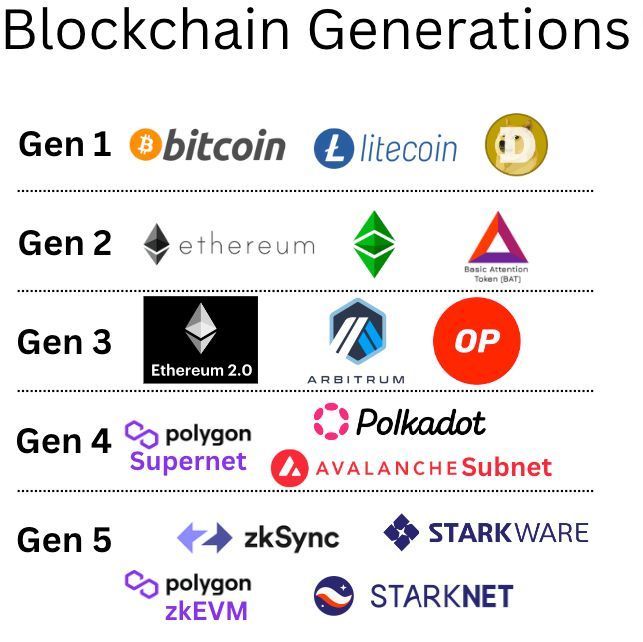 Blockchain Generations
Gen 1 bitcoin litecoin
Gen 2 ethereum Basic Attention
Token (BAT)
Gen 3 Ethereum 2.0 ARBITRUM OP
Gen 4 polygon Polkadot
Supernet AVALANCHE Subnet
Gen 5 zkSync STARKWARE
polygon STARKNET
zkEVM